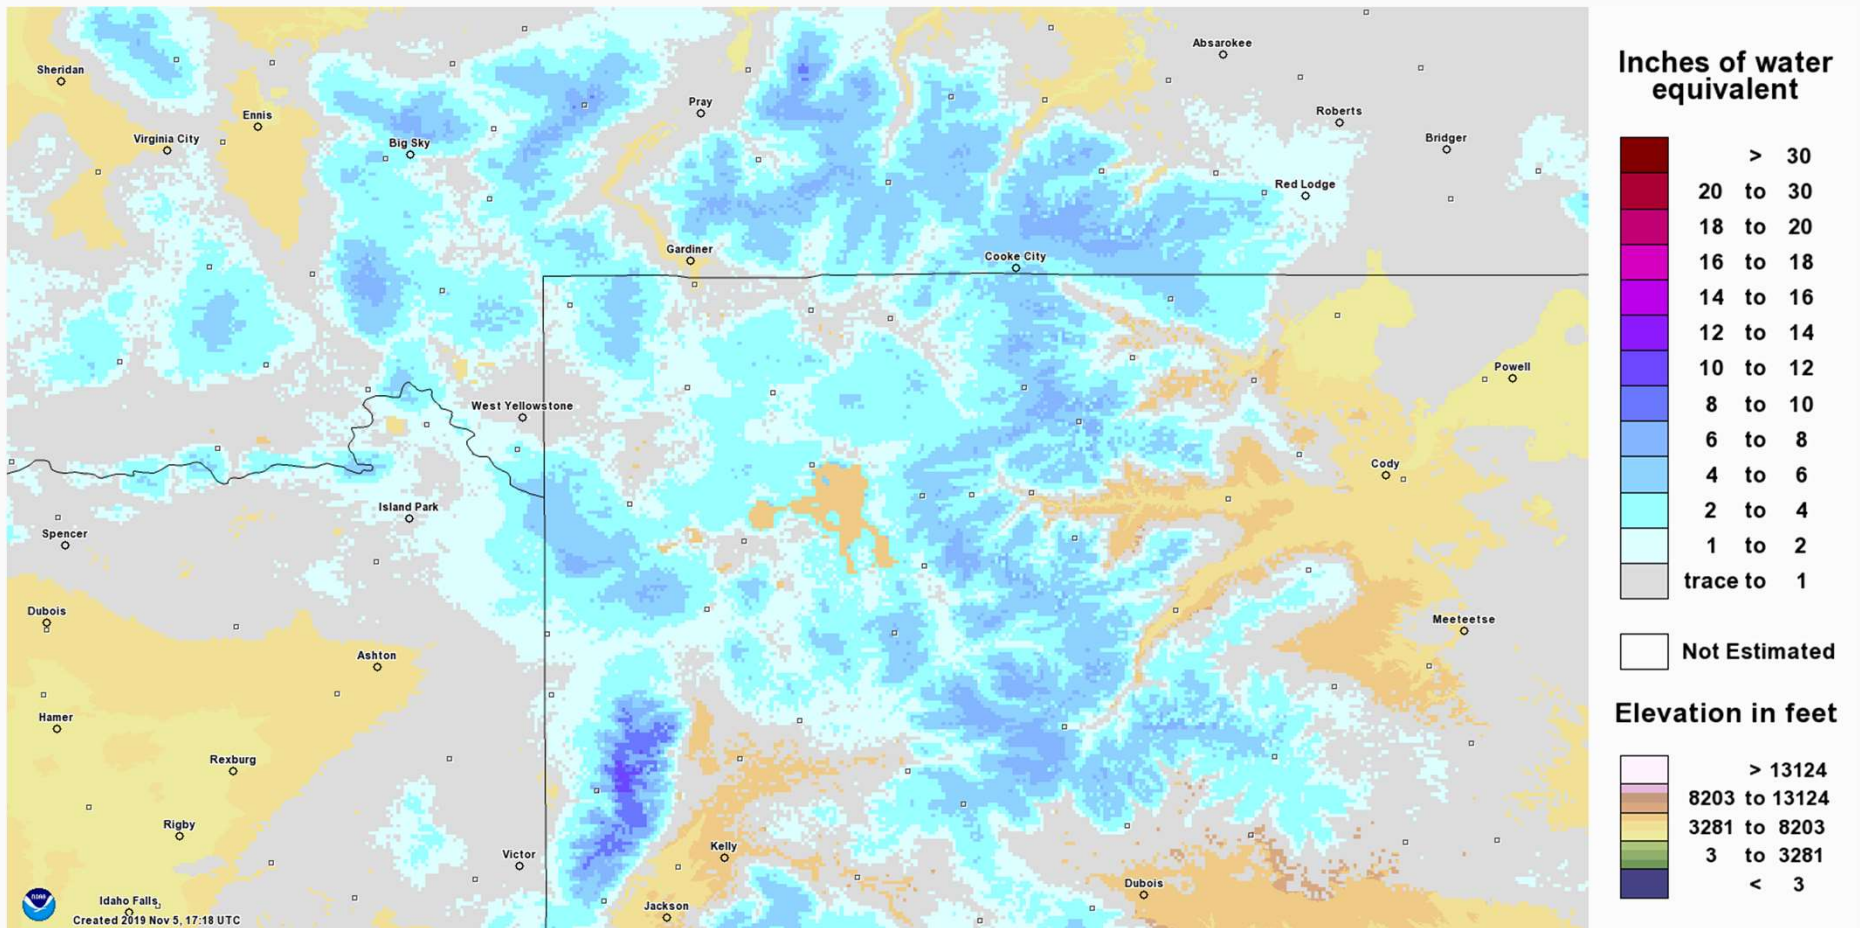 Absarokee
Sheridan
Pray
Ennis
Roberts
Virginia City
Big Sky
Bridger
Red Lodge
Gardiner
Cooke City
Powell
West Yellowstone
Cody
Island Park
Spencer
Dubois
Meeteetse
Ashton
Hamer
Rexburg
Rigby
Victor
Kelly
Dubois
Idaho Falls
Jackson
Created 2019 Nov 5, 17:18 UTC
NOAA
Inches of water
equivalent
> 30
20 to 30
18 to 20
16 to 18
14 to 16
12 to 14
10 to 12
8 to 10
6 to 8
4 to 6
2 to 4
1 to 2
trace to 1
Not Estimated
Elevation in feet
> 13124
8203 to 13124
3281 to 8203
3 to 3281
< 3